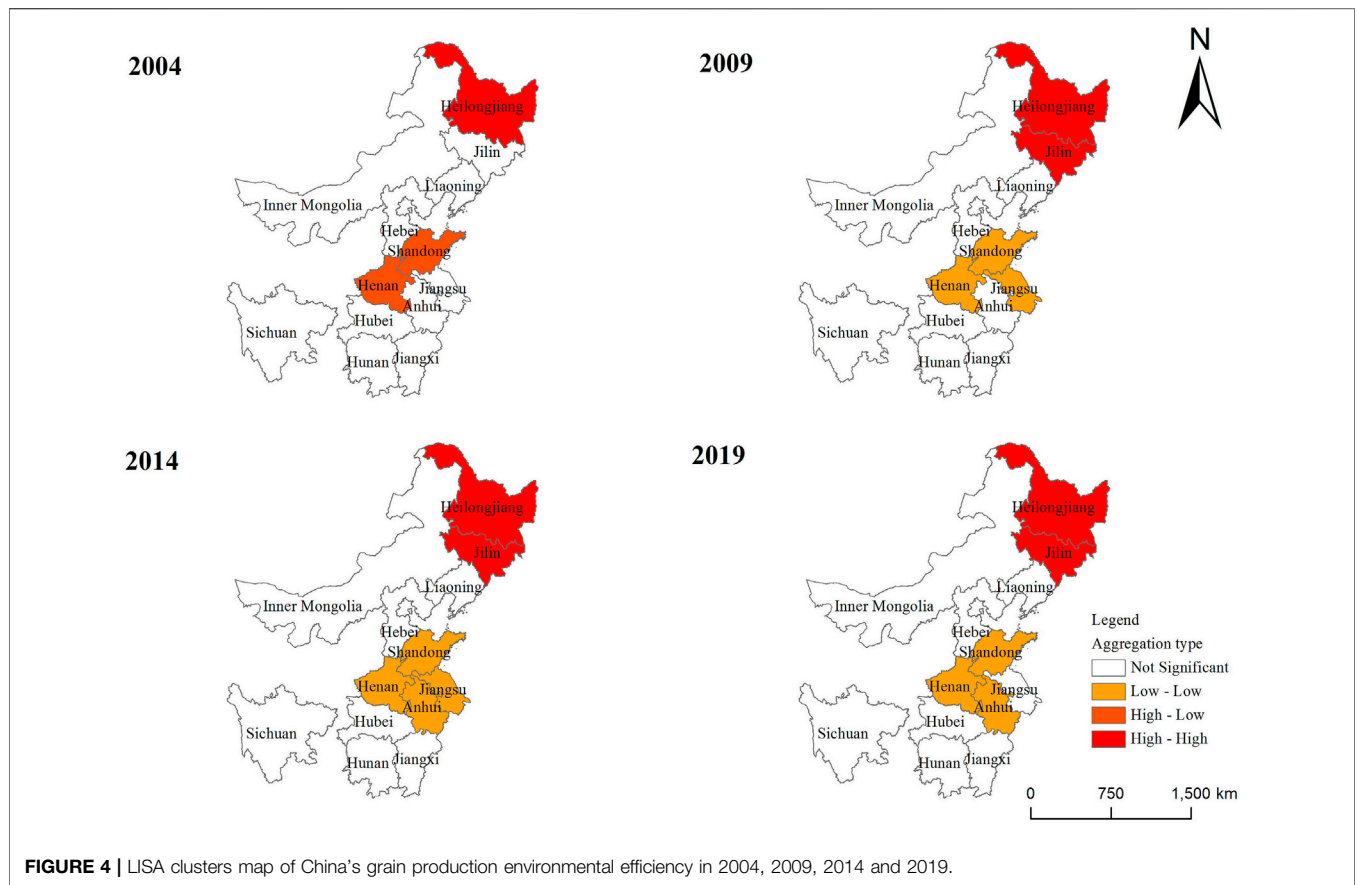 2004
Heilongjiang
Jilin
Liaoning
Inner Mongolia
Hebei
Shandong
Henan
Jiangsu
Anhui
Hubei
Sichuan
Hunan
Jiangxi
2009
Heilongjiang
Jilin
Liaoning
Inner Mongolia
Hebei
Shandong
Henan
Jiangsu
Anhui
Hubei
Sichuan
Hunan
Jiangxi
N
2014
Heilongjiang
Jilin
Liaoning
Inner Mongolia
Hebei
Shandong
Henan
Jiangsu
Anhui
Hubei
Sichuan
Hunan
Jiangxi
2019
Heilongjiang
Jilin
Liaoning
Inner Mongolia
Hebei
Shandong
Henan
Jiangsu
Anhui
Hubei
Sichuan
Hunan
Jiangxi
Legend
Aggregation type
Not Significant
Low - Low
High - Low
High - High
0 750 1,500 km
FIGURE 4 | LISA clusters map of China's grain production environmental efficiency in 2004, 2009, 2014 and 2019.